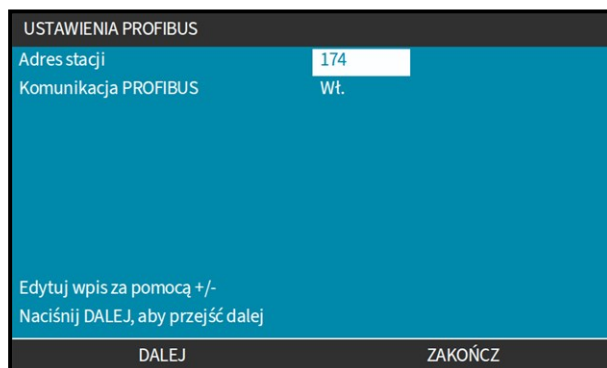 USTAWIENIA PROFIBUS
Adres stacji 174
Komunikacja PROFIBUS Wł.
Edytuj wpis za pomocą +/-
Naciśnij DALEJ, aby przejść dalej
DALEJ ZAKOŃCZ